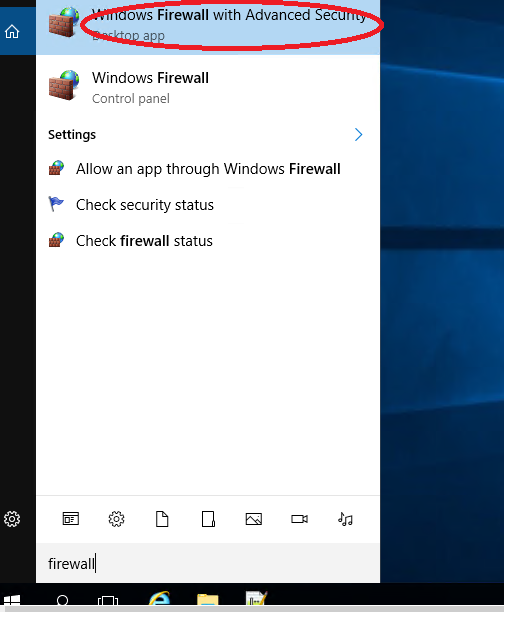 Windows Firewall with Advanced Security
Desktop app
Windows Firewall
Control panel
Settings
Allow an app through Windows Firewall
Check security status
Check firewall status
firewall